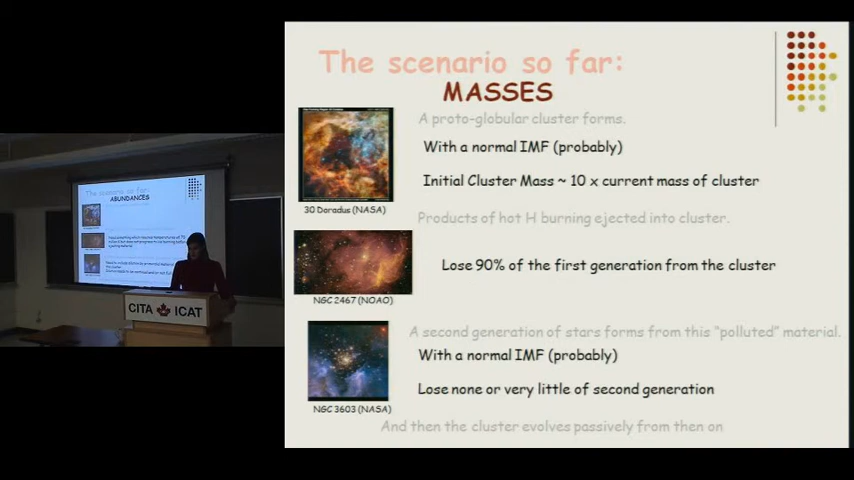 The scenario so far:
MASSES
A proto-globular cluster forms.
With a normal IMF (probably)
Initial Cluster Mass ~ 10 x current mass of cluster
30 Doradus (NASA)
Products of hot H burning ejected into cluster.
Lose 90% of the first generation from the cluster
NGC 2467 (NOAO)
A second generation of stars forms from this "polluted" material.
With a normal IMF (probably)
Lose none or very little of second generation
NGC 3603 (NASA)
And then the cluster evolves passively from then on
The scenario so far:
ABUNDANCES
CITA ICAT